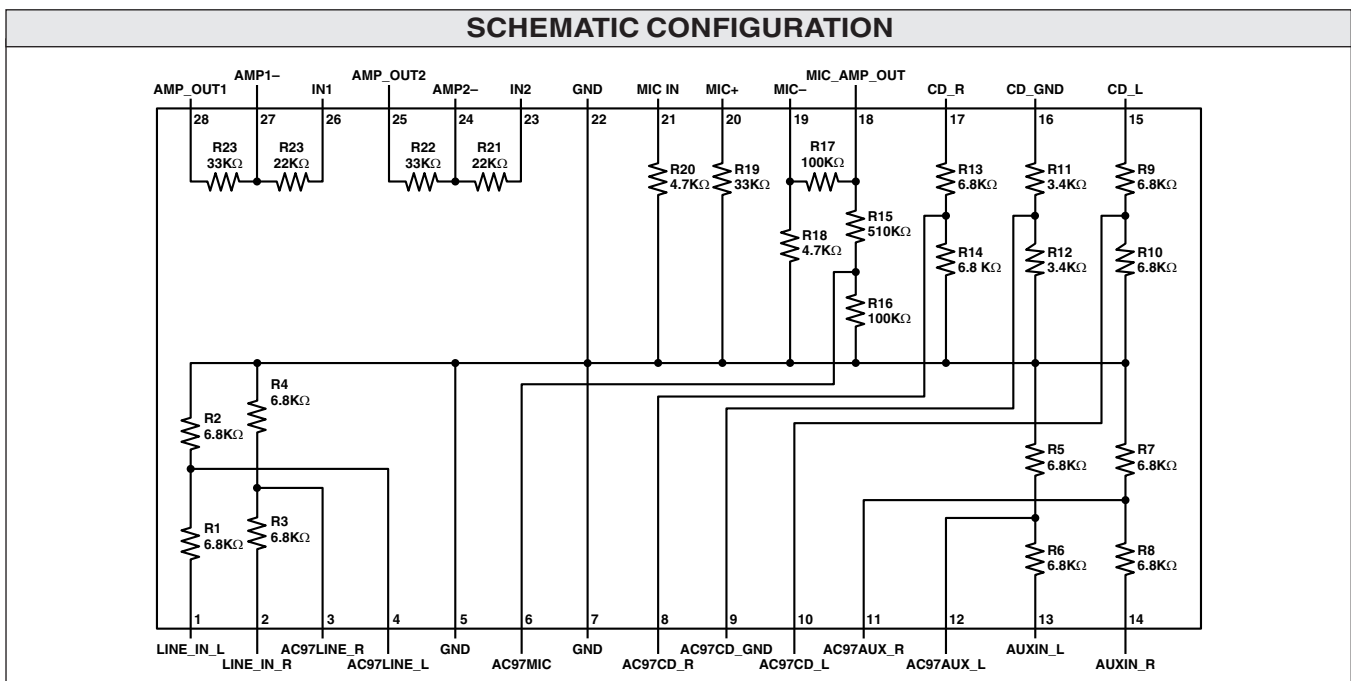 SCHEMATIC CONFIGURATION
AMP1–
AMP_OUT2
MIC_AMP_OUT
AMP_OUT1
IN1
AMP2–
IN2
GND
MIC IN
MIC+
MIC–
CD_R
CD_GND
CD_L
28
27
26
25
24
23
22
21
20
19
18
17
16
15
R23
33KΩ
R23
22KΩ
R22
33KΩ
R21
22KΩ
R20
4.7KΩ
R19
33KΩ
R17
100KΩ
R18
4.7KΩ
R15
510KΩ
R16
100KΩ
R13
6.8KΩ
R14
6.8 KΩ
R11
3.4KΩ
R12
3.4KΩ
R9
6.8KΩ
R10
6.8KΩ
R4
6.8KΩ
R2
6.8KΩ
R1
6.8KΩ
R3
6.8KΩ
R5
6.8KΩ
R7
6.8KΩ
R6
6.8KΩ
R8
6.8KΩ
1
2
3
4
5
6
7
8
9
10
11
12
13
14
LINE_IN_L
LINE_IN_R
AC97LINE_R
AC97LINE_L
GND
AC97MIC
GND
AC97CD_R
AC97CD_GND
AC97CD_L
AC97AUX_R
AC97AUX_L
AUXIN_L
AUXIN_R